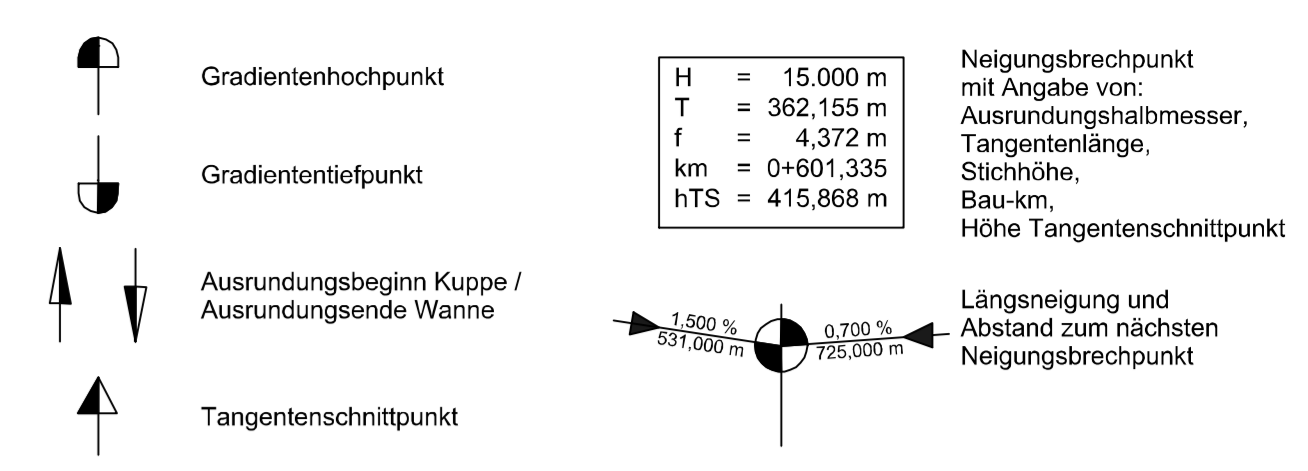 Gradientenhochpunkt
Gradiententiefpunkt
Ausrundungsbeginn Kuppe /
Ausrundungsende Wanne
Tangentenschnittpunkt
H = 15.000 m
T = 362,155 m
f = 4,372 m
km = 0+601,335
hTS = 415,868 m
Neigungsbrechpunkt
mit Angabe von:
Ausrundungshalbmesser,
Tangentenlänge,
Stichhöhe,
Bau-km,
Höhe Tangentenschnittpunkt
1,500 %
531,000 m
0,700 %
725,000 m
Längsneigung und
Abstand zum nächsten
Neigungsbrechpunkt